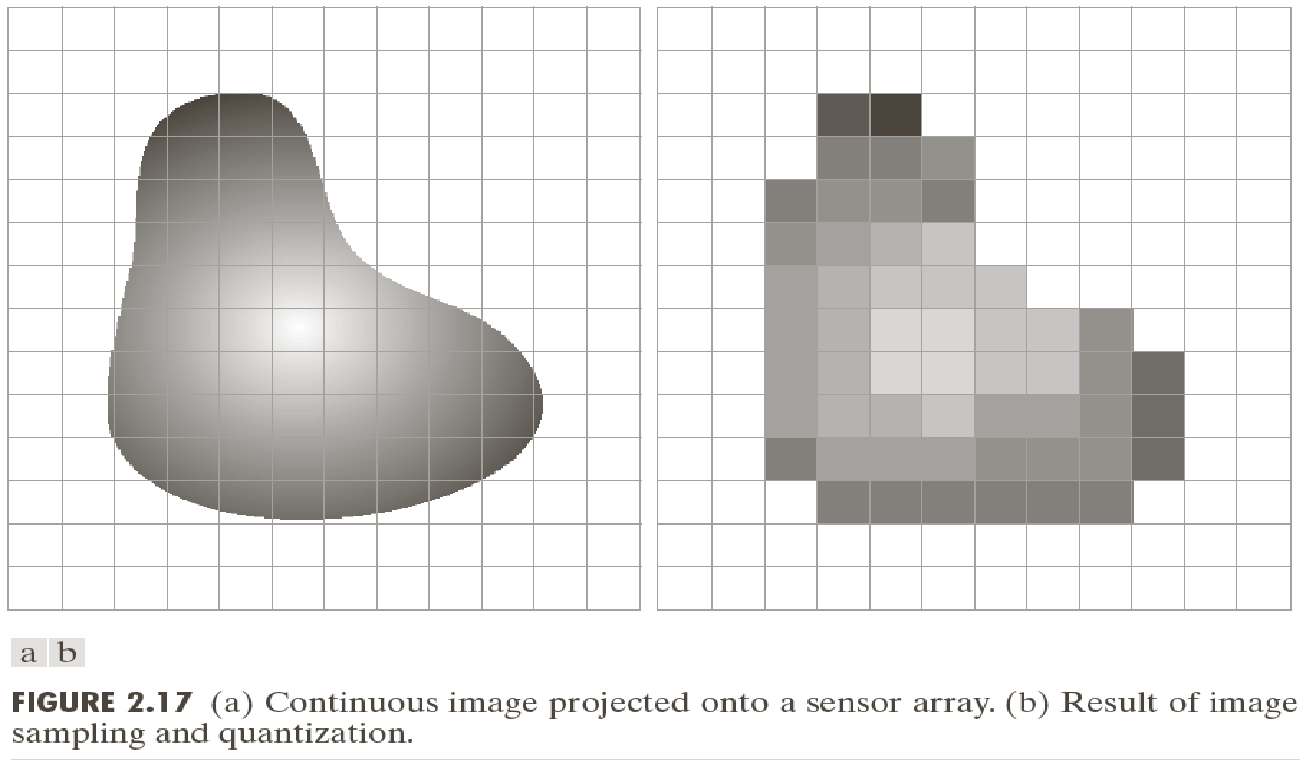 a b
FIGURE 2.17 (a) Continuous image projected onto a sensor array. (b) Result of image
sampling and quantization.